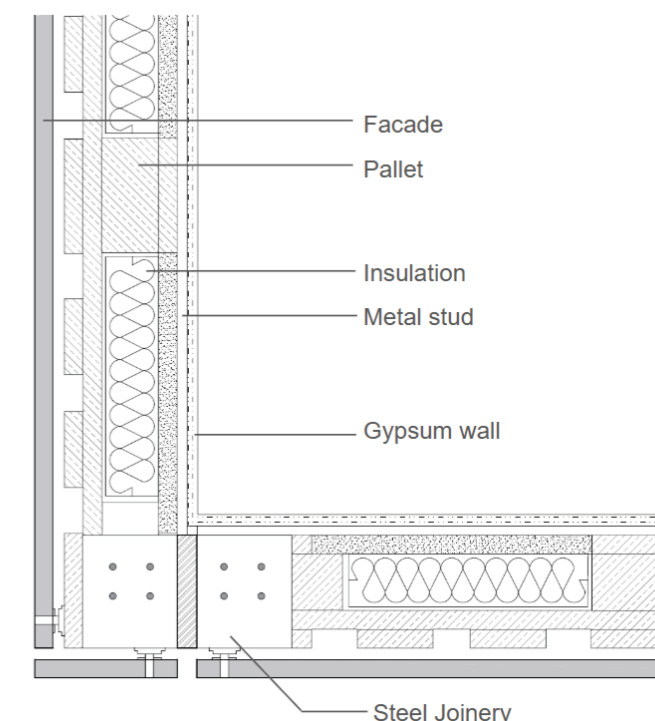 Facade
Pallet
Insulation
Metal stud
Gypsum wall
Steel Joinery